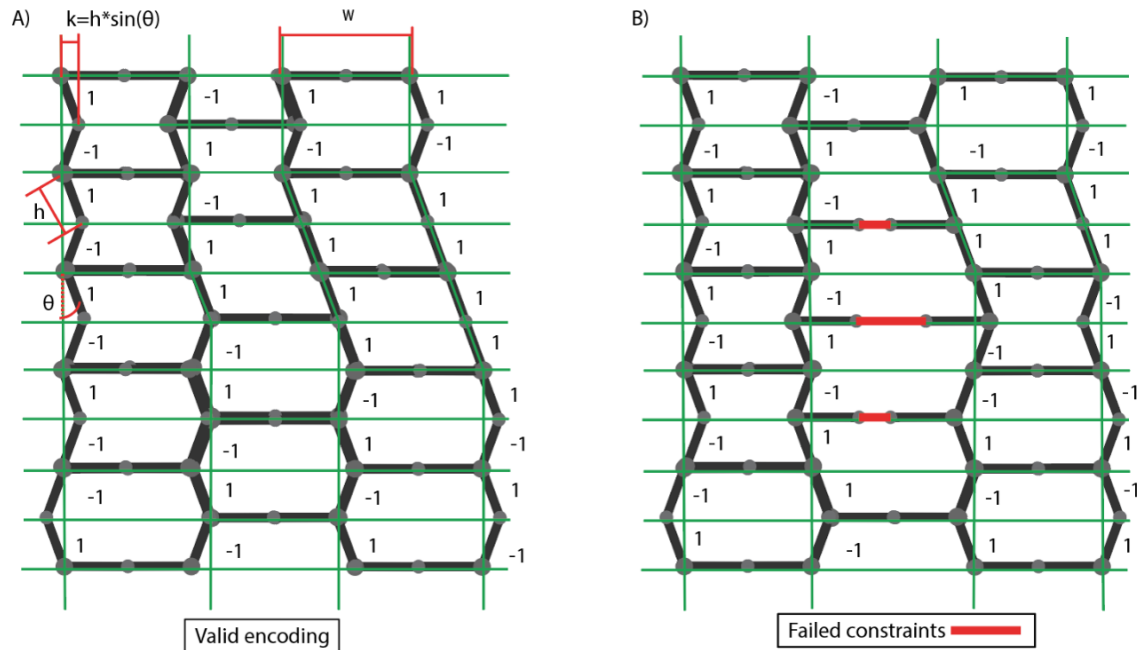 A)
k=h*sin(θ)
w
1 -1 1 1
-1 1 -1 -1
1 -1 1 1
h
-1 1 1 1
1 1 1 1
θ
-1 -1 1 1
1 1 -1 1
-1 -1 1 -1
-1 1 -1 1
1 -1 1 -1
Valid encoding
B)
1 -1 1 1
-1 1 -1 -1
1 -1 1 1
-1 1 1 1
1 -1 1 -1
-1 1 -1 1
1 -1 -1 1
-1 1 1 -1
-1 1 -1 1
1 -1 1 -1
Failed constraints